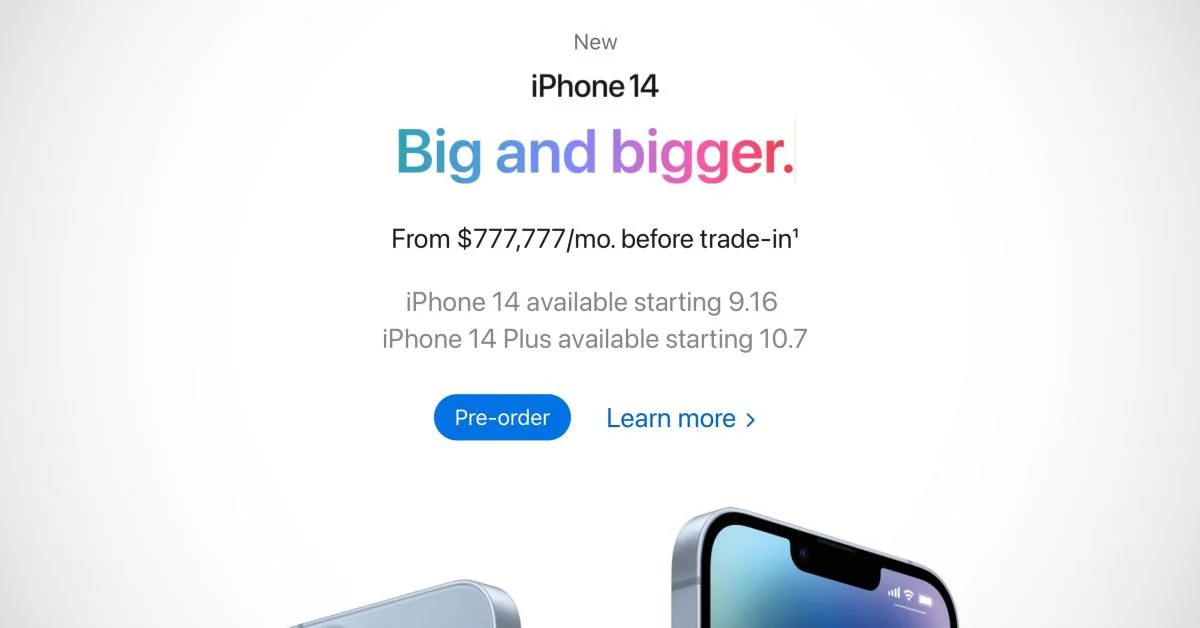 New
iPhone 14
Big and bigger.
From $777,777/mo. before trade-in¹
iPhone 14 available starting 9.16
iPhone 14 Plus available starting 10.7
Pre-order
Learn more >